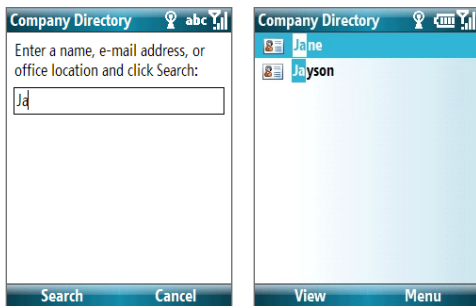 Company Directory abc
Enter a name, e-mail address, or
office location and click Search:
Ja
Search Cancel
Company Directory
Jane
Jayson
View Menu